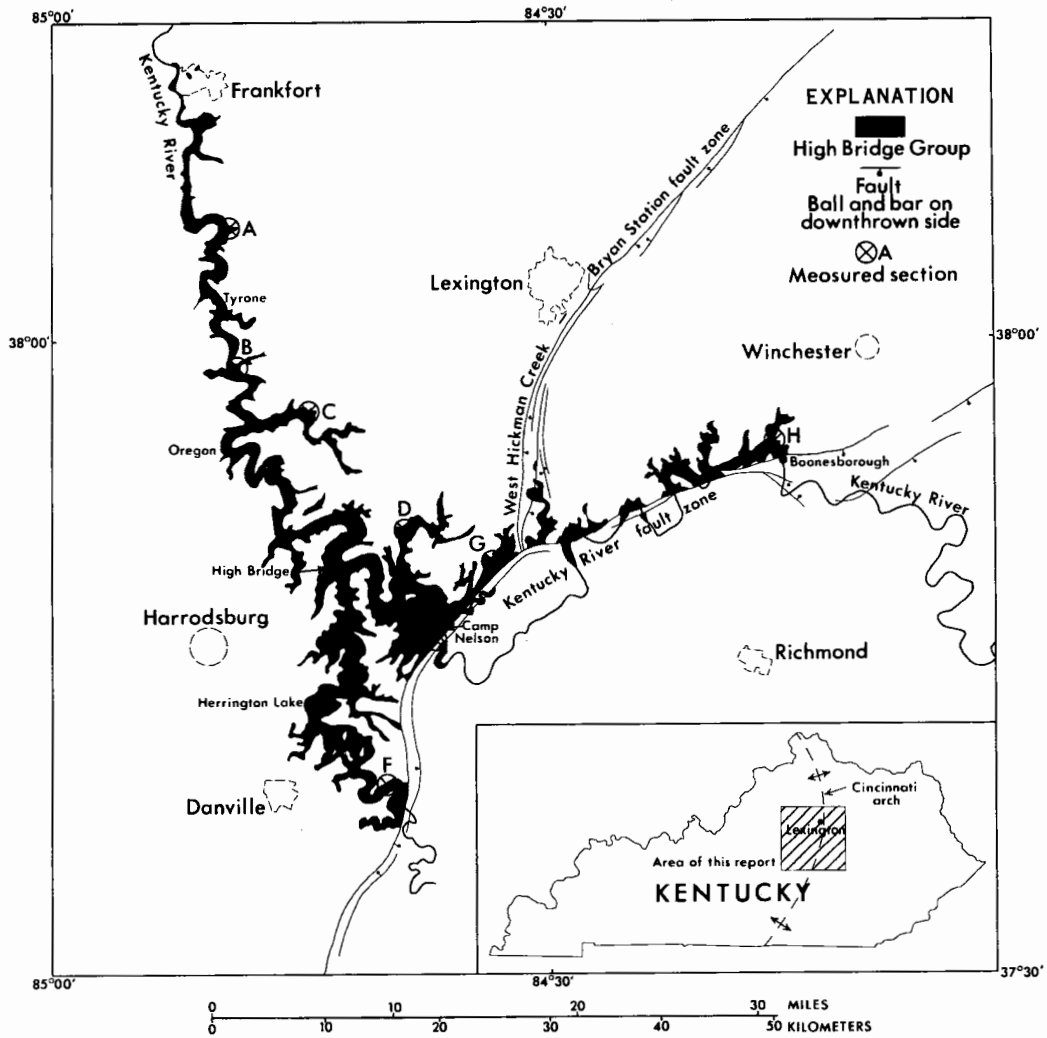 85°00'
84°30'
Kentucky River
Frankfort
EXPLANATION
High Bridge Group
Fault
Ball and bar on
downthrown side
A
Meosured section
A
Bryan Station fault zone
Lexington
Tyrone
38°00'
38°00'
B
Winchester
West Hickman Creek
C
Oregon
H
Boonesborough
Kentucky River
D
G
Kentucky River fault zone
High Bridge
Harrodsburg
Camp
Nelson
Richmond
Herrington Lake
F
Danville
Cincinnati
arch
Lexington
Area of this report
KENTUCKY
85°00'
84°30'
37°30'
0 10 20 30 MILES
0 10 20 30 40 50 KILOMETERS